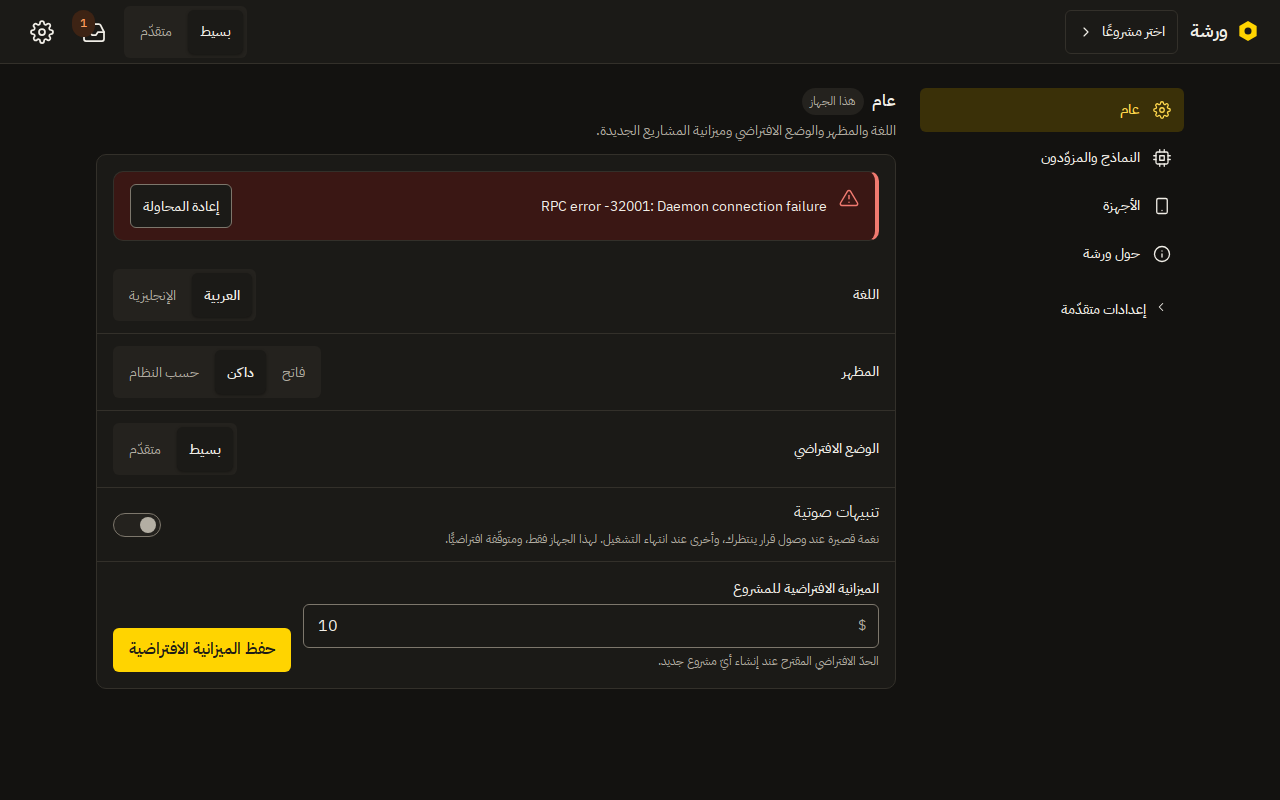 ورشة
اختر مشروعًا
بسيط
متقدّم
1
عام
النماذج والمزوّدون
الأجهزة
حول ورشة
إعدادات متقدّمة
عام
هذا الجهاز
اللغة والمظهر والوضع الافتراضي وميزانية المشاريع الجديدة.
RPC error -32001: Daemon connection failure
إعادة المحاولة
اللغة
العربية
الإنجليزية
المظهر
فاتح
داكن
حسب النظام
الوضع الافتراضي
بسيط
متقدّم
تنبيهات صوتية
نغمة قصيرة عند وصول قرار ينتظرك، وأخرى عند انتهاء التشغيل. لهذا الجهاز فقط، ومتوقّفة افتراضيًّا.
الميزانية الافتراضية للمشروع
$
10
حفظ الميزانية الافتراضية
الحدّ الافتراضي المقترح عند إنشاء أيّ مشروع جديد.